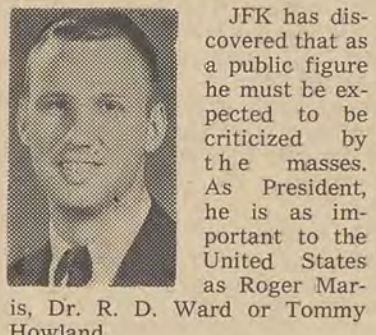 JFK has dis-
covered that as
a public figure
he must be ex-
pected to be
criticized by
the masses.
As President,
he is as im-
portant to the
United States
as Roger Mar-
is, Dr. R. D. Ward or Tommy
Howland.